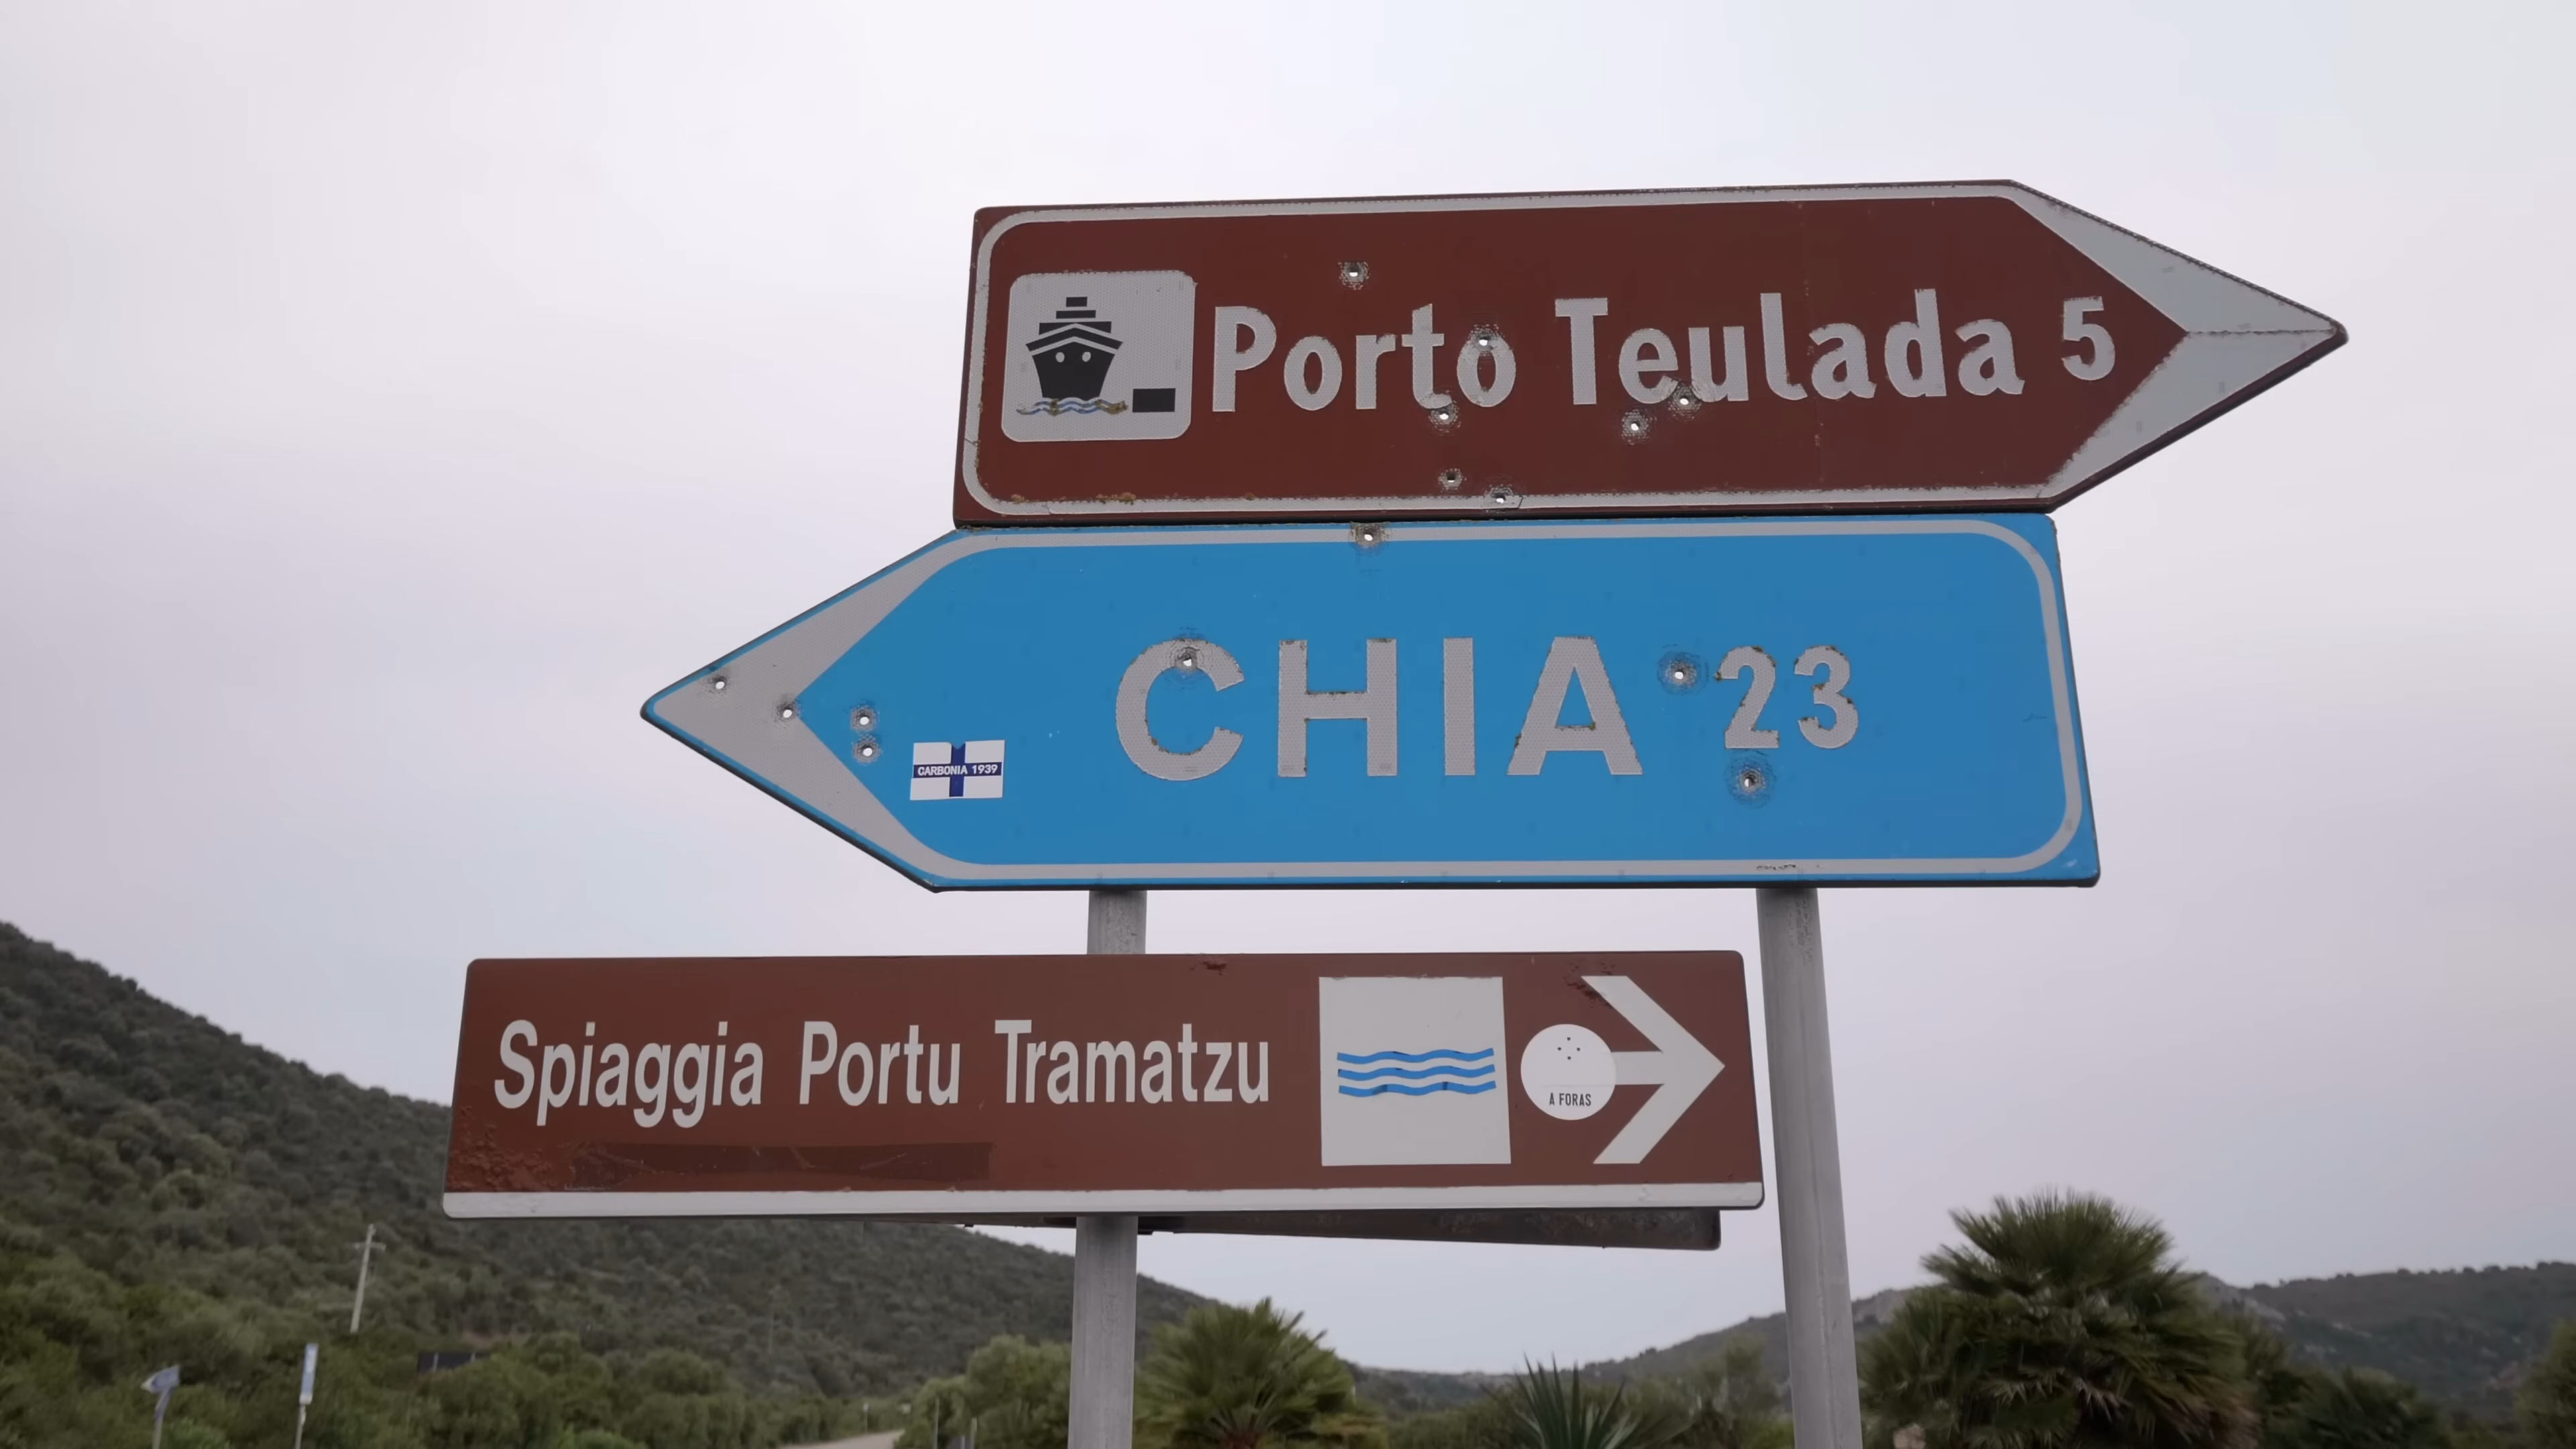 Porto Teulada 5
CHIA 23
CARBONIA 1939
Spiaggia Portu Tramatzu
A FORAS